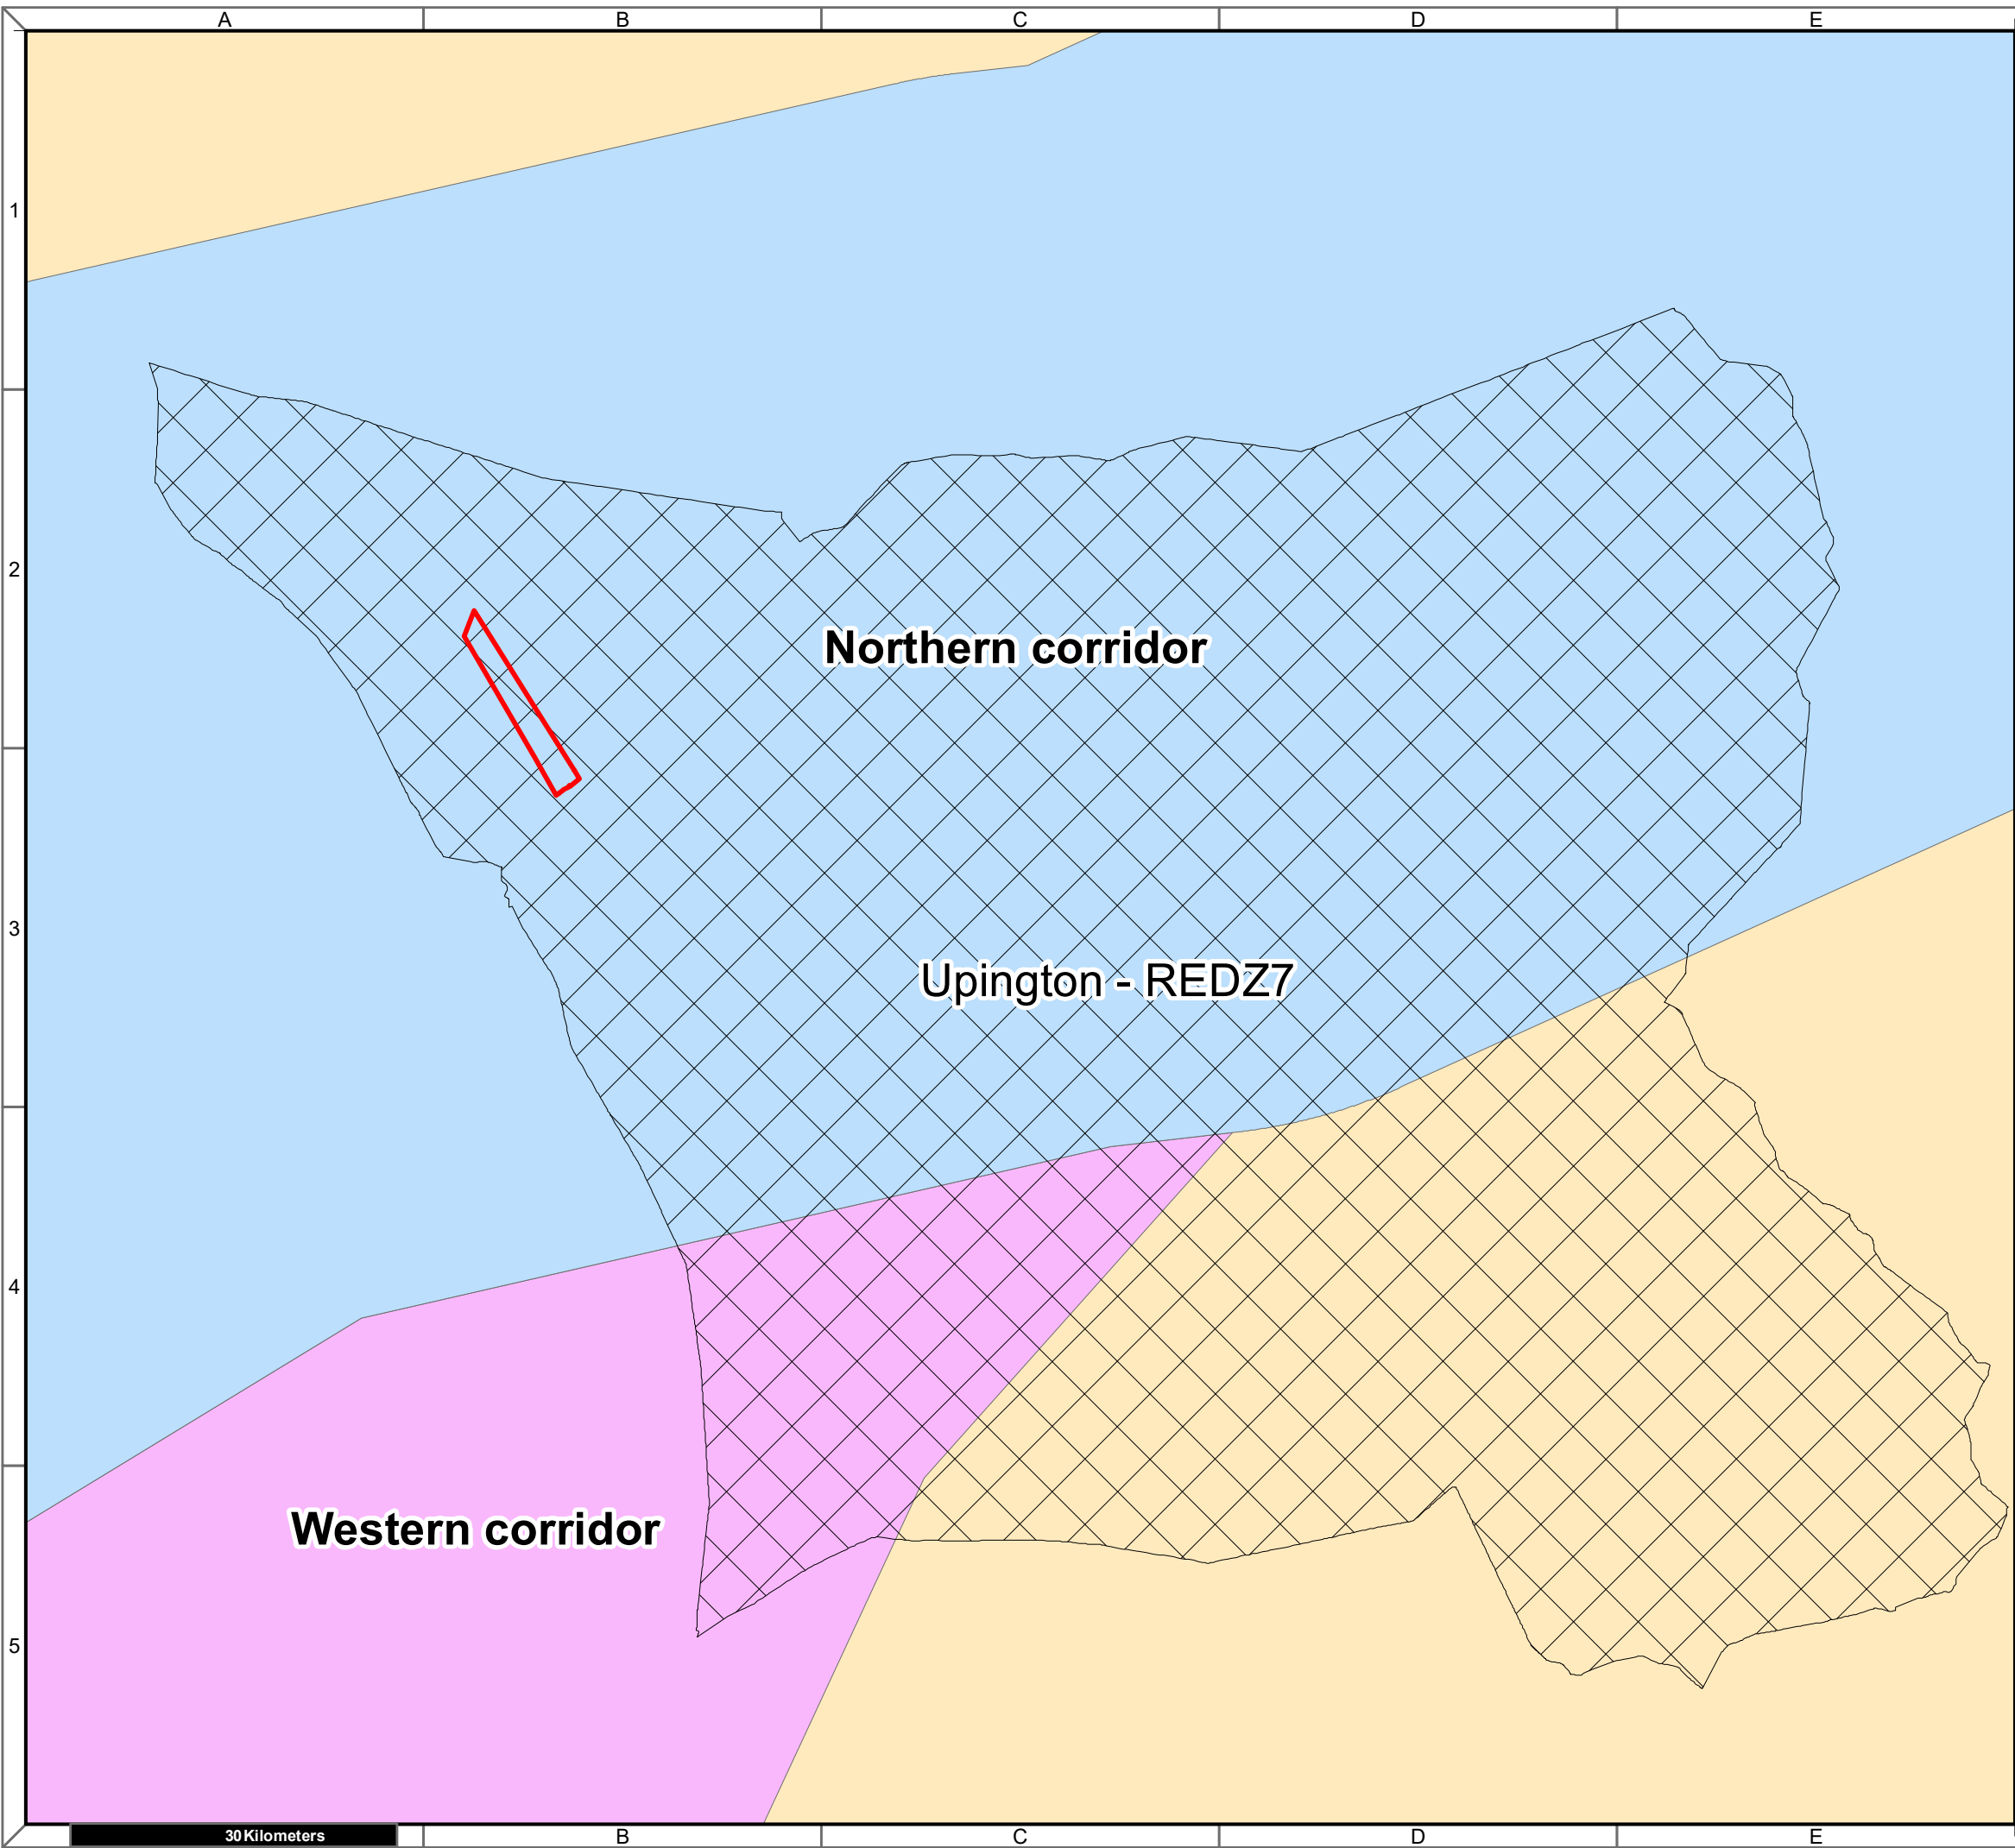 A B C D E
1
2
Northern corridor
3
Upington - REDZ7
4
Western corridor
5
30 Kilometers B C D E